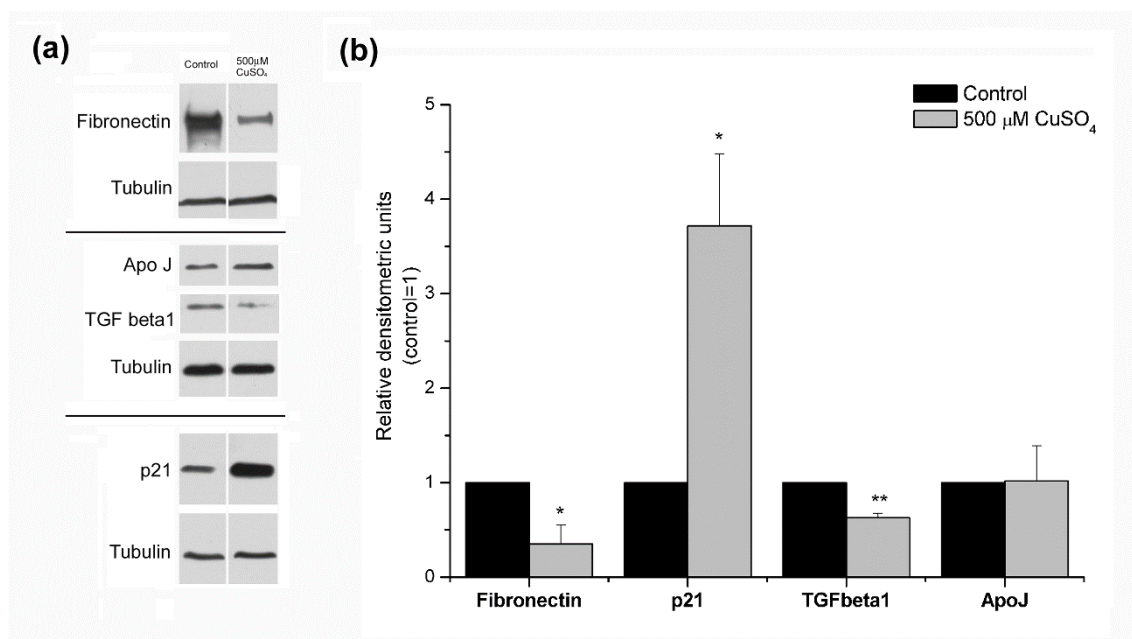 (a)
Control
500μM
CuSO₄
Fibronectin
Tubulin
Apo J
TGF beta1
Tubulin
p21
Tubulin
(b)
Control
500 μM CuSO₄
Relative densitometric units
(control=1)
5
4
3
2
1
0
*
*
**
Fibronectin
p21
TGFbeta1
ApoJ